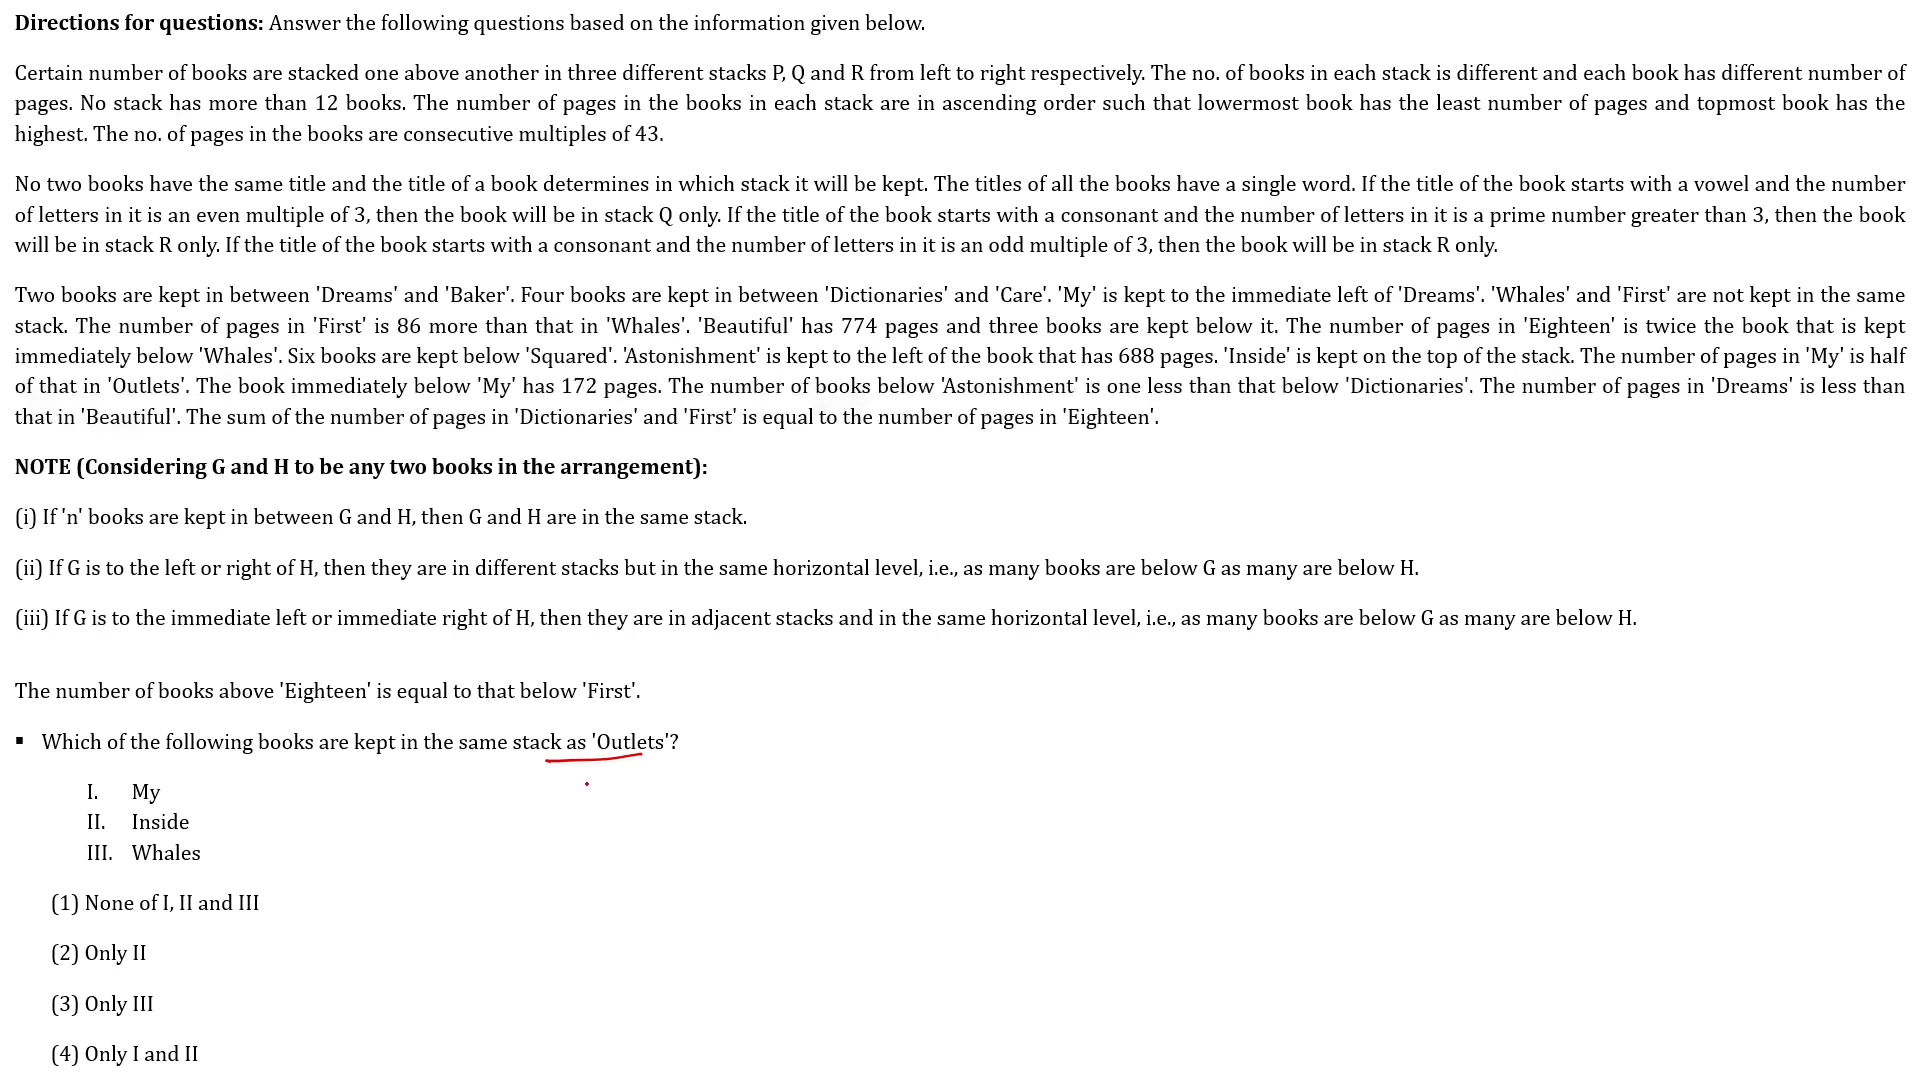 Directions for questions: Answer the following questions based on the information given below.
Certain number of books are stacked one above another in three different stacks P, Q and R from left to right respectively. The no. of books in each stack is different and each book has different number of
pages. No stack has more than 12 books. The number of pages in the books in each stack are in ascending order such that lowermost book has the least number of pages and topmost book has the
highest. The no. of pages in the books are consecutive multiples of 43.
No two books have the same title and the title of a book determines in which stack it will be kept. The titles of all the books have a single word. If the title of the book starts with a vowel and the number
of letters in it is an even multiple of 3, then the book will be in stack Q only. If the title of the book starts with a consonant and the number of letters in it is a prime number greater than 3, then the book
will be in stack R only. If the title of the book starts with a consonant and the number of letters in it is an odd multiple of 3, then the book will be in stack R only.
Two books are kept in between 'Dreams' and 'Baker'. Four books are kept in between 'Dictionaries' and 'Care'. 'My' is kept to the immediate left of 'Dreams'. 'Whales' and 'First' are not kept in the same
stack. The number of pages in 'First' is 86 more than that in 'Whales'. 'Beautiful' has 774 pages and three books are kept below it. The number of pages in 'Eighteen' is twice the book that is kept
immediately below 'Whales'. Six books are kept below 'Squared'. 'Astonishment' is kept to the left of the book that has 688 pages. 'Inside' is kept on the top of the stack. The number of pages in 'My' is half
of that in 'Outlets'. The book immediately below 'My' has 172 pages. The number of books below 'Astonishment' is one less than that below 'Dictionaries'. The number of pages in 'Dreams' is less than
that in 'Beautiful'. The sum of the number of pages in 'Dictionaries' and 'First' is equal to the number of pages in 'Eighteen'.
NOTE (Considering G and H to be any two books in the arrangement):
(i) If 'n' books are kept in between G and H, then G and H are in the same stack.
(ii) If G is to the left or right of H, then they are in different stacks but in the same horizontal level, i.e., as many books are below G as many are below H.
(iii) If G is to the immediate left or immediate right of H, then they are in adjacent stacks and in the same horizontal level, i.e., as many books are below G as many are below H.
The number of books above 'Eighteen' is equal to that below 'First'.
▪ Which of the following books are kept in the same stack as 'Outlets'?
I. My
II. Inside
III. Whales
(1) None of I, II and III
(2) Only II
(3) Only III
(4) Only I and II